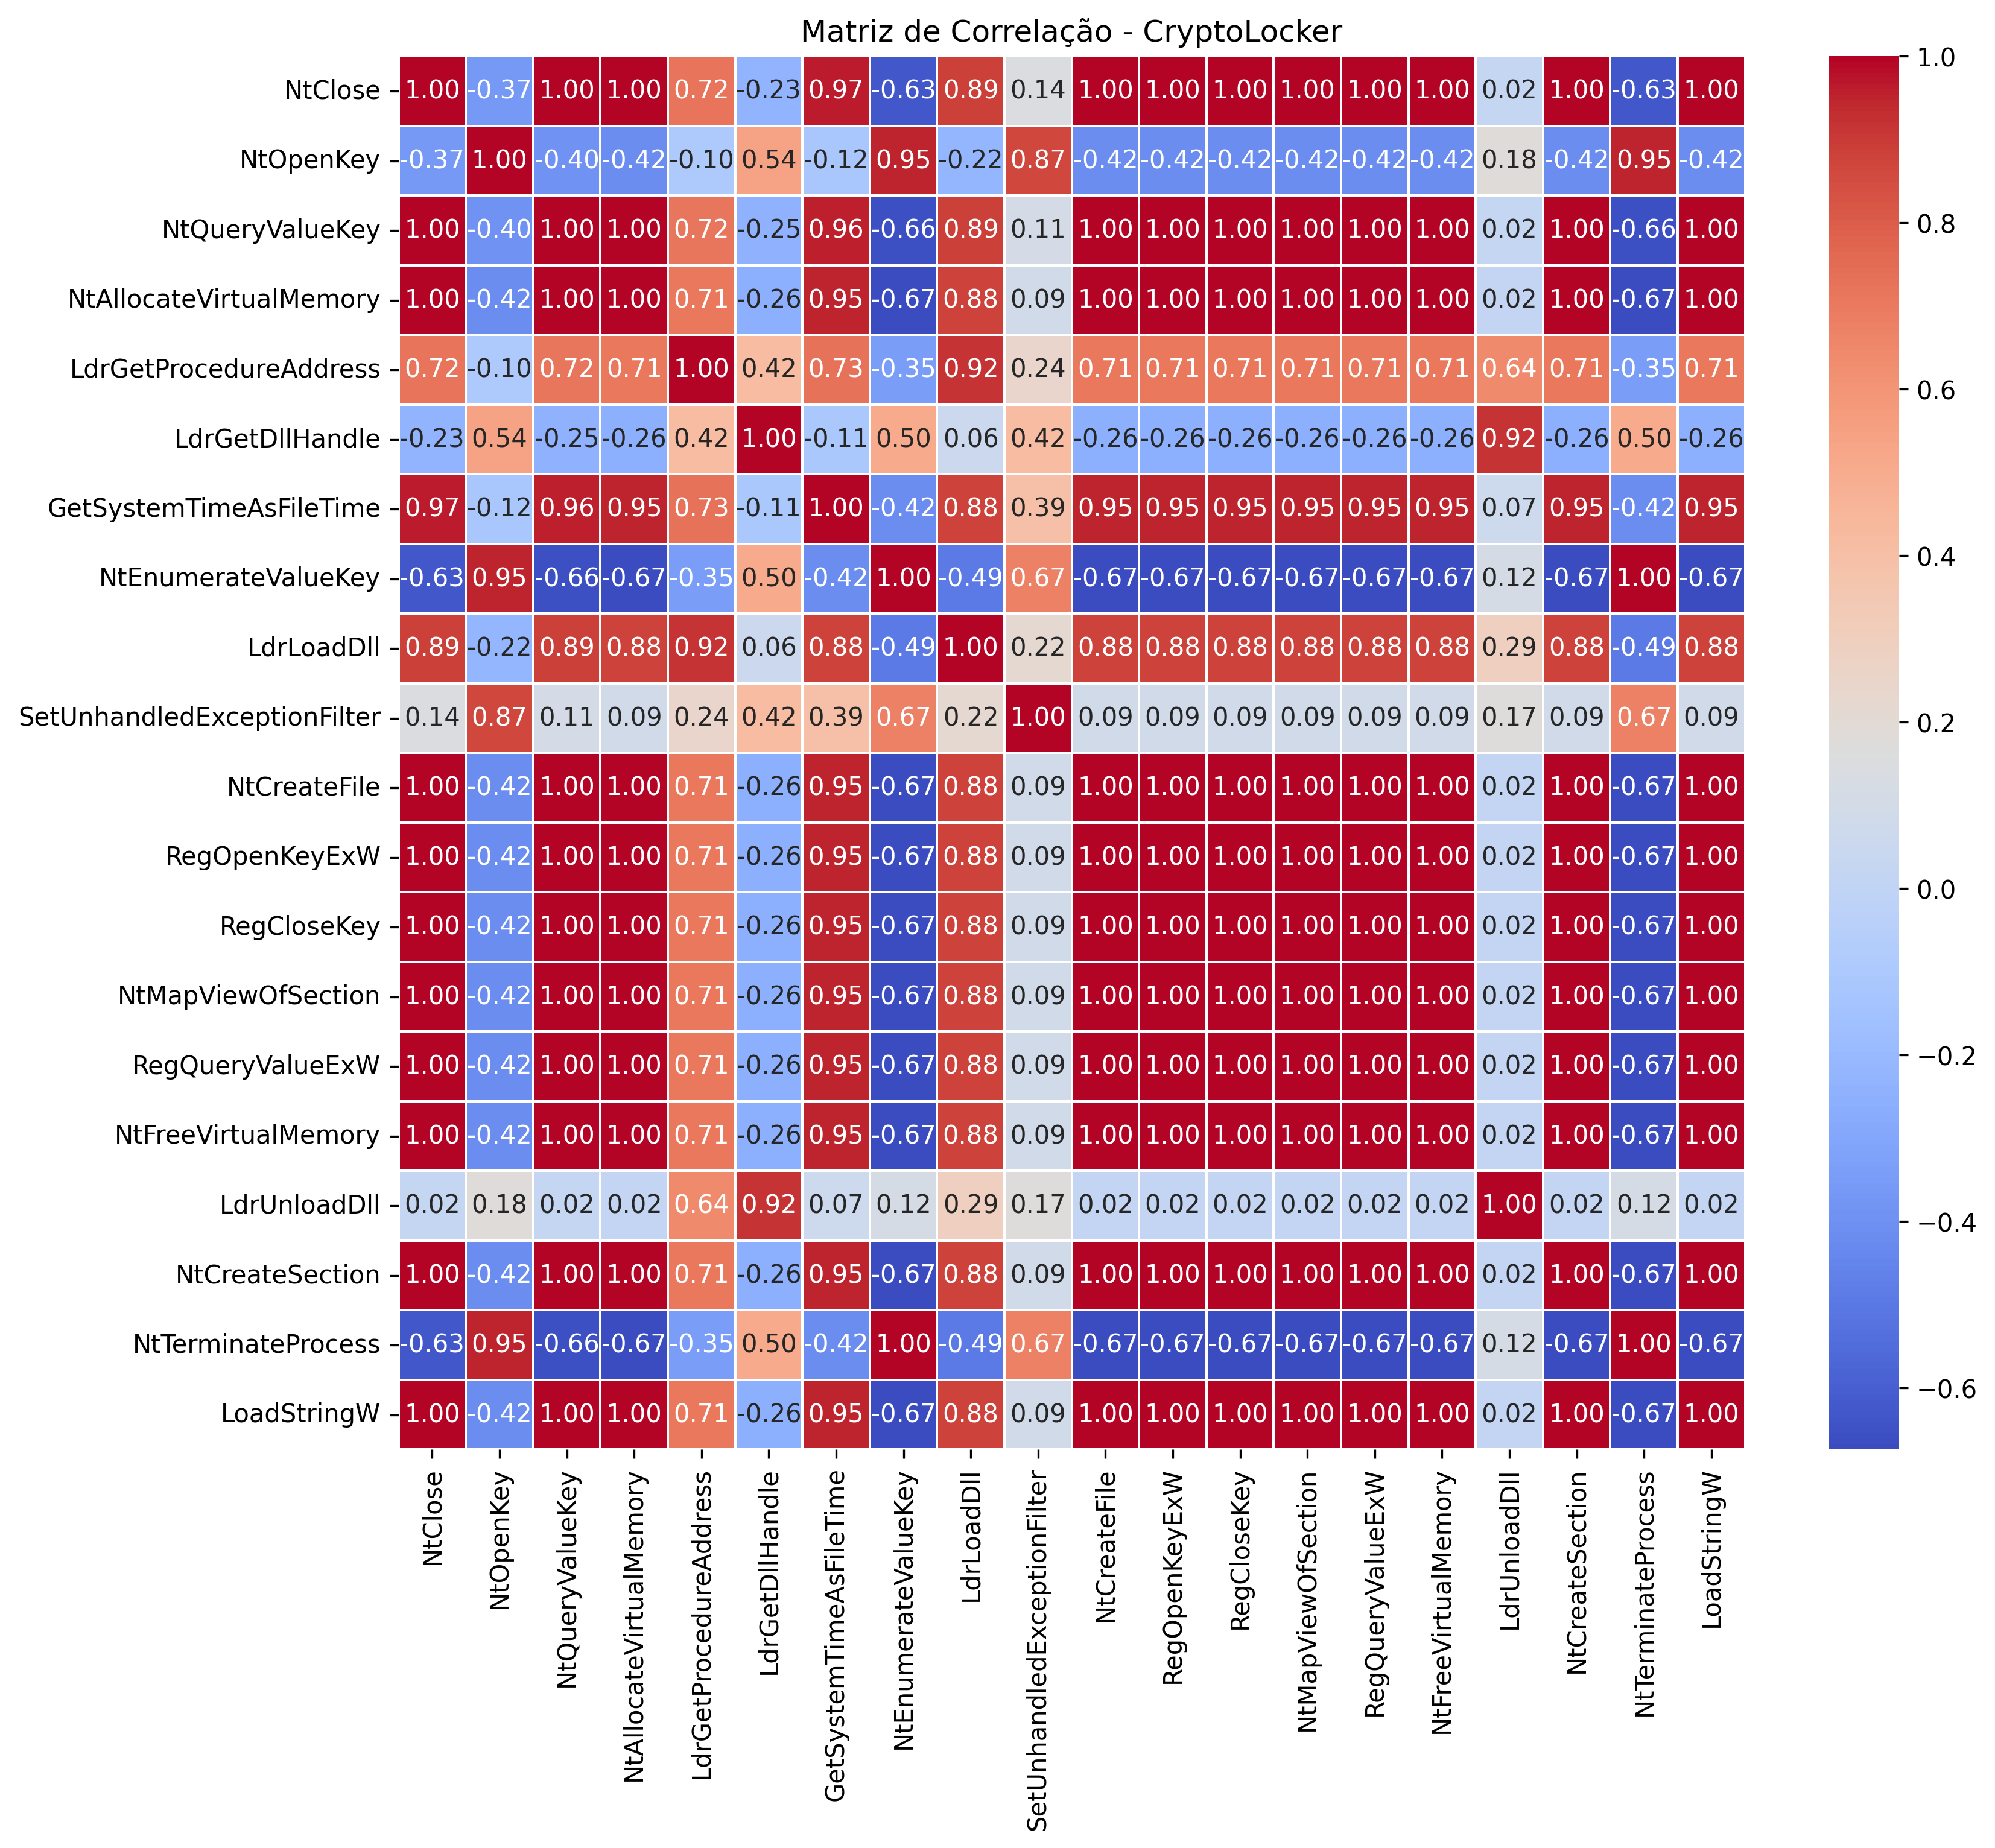 Matriz de Correlação - CryptoLocker
NtClose 1.00 -0.37 1.00 1.00 0.72 -0.23 0.97 -0.63 0.89 0.14 1.00 1.00 1.00 1.00 1.00 1.00 0.02 1.00 -0.63 1.00
NtOpenKey -0.37 1.00 -0.40 -0.42 -0.10 0.54 -0.12 0.95 -0.22 0.87 -0.42 -0.42 -0.42 -0.42 -0.42 -0.42 0.18 -0.42 0.95 -0.42
NtQueryValueKey 1.00 -0.40 1.00 1.00 0.72 -0.25 0.96 -0.66 0.89 0.11 1.00 1.00 1.00 1.00 1.00 1.00 0.02 1.00 -0.66 1.00
NtAllocateVirtualMemory 1.00 -0.42 1.00 1.00 0.71 -0.26 0.95 -0.67 0.88 0.09 1.00 1.00 1.00 1.00 1.00 1.00 0.02 1.00 -0.67 1.00
LdrGetProcedureAddress 0.72 -0.10 0.72 0.71 1.00 0.42 0.73 -0.35 0.92 0.24 0.71 0.71 0.71 0.71 0.71 0.71 0.64 0.71 -0.35 0.71
LdrGetDllHandle -0.23 0.54 -0.25 -0.26 0.42 1.00 -0.11 0.50 0.06 0.42 -0.26 -0.26 -0.26 -0.26 -0.26 -0.26 0.92 -0.26 0.50 -0.26
GetSystemTimeAsFileTime 0.97 -0.12 0.96 0.95 0.73 -0.11 1.00 -0.42 0.88 0.39 0.95 0.95 0.95 0.95 0.95 0.95 0.07 0.95 -0.42 0.95
NtEnumerateValueKey -0.63 0.95 -0.66 -0.67 -0.35 0.50 -0.42 1.00 -0.49 0.67 -0.67 -0.67 -0.67 -0.67 -0.67 -0.67 0.12 -0.67 1.00 -0.67
LdrLoadDll 0.89 -0.22 0.89 0.88 0.92 0.06 0.88 -0.49 1.00 0.22 0.88 0.88 0.88 0.88 0.88 0.88 0.29 0.88 -0.49 0.88
SetUnhandledExceptionFilter 0.14 0.87 0.11 0.09 0.24 0.42 0.39 0.67 0.22 1.00 0.09 0.09 0.09 0.09 0.09 0.09 0.17 0.09 0.67 0.09
NtCreateFile 1.00 -0.42 1.00 1.00 0.71 -0.26 0.95 -0.67 0.88 0.09 1.00 1.00 1.00 1.00 1.00 1.00 0.02 1.00 -0.67 1.00
RegOpenKeyExW 1.00 -0.42 1.00 1.00 0.71 -0.26 0.95 -0.67 0.88 0.09 1.00 1.00 1.00 1.00 1.00 1.00 0.02 1.00 -0.67 1.00
RegCloseKey 1.00 -0.42 1.00 1.00 0.71 -0.26 0.95 -0.67 0.88 0.09 1.00 1.00 1.00 1.00 1.00 1.00 0.02 1.00 -0.67 1.00
NtMapViewOfSection 1.00 -0.42 1.00 1.00 0.71 -0.26 0.95 -0.67 0.88 0.09 1.00 1.00 1.00 1.00 1.00 1.00 0.02 1.00 -0.67 1.00
RegQueryValueExW 1.00 -0.42 1.00 1.00 0.71 -0.26 0.95 -0.67 0.88 0.09 1.00 1.00 1.00 1.00 1.00 1.00 0.02 1.00 -0.67 1.00
NtFreeVirtualMemory 1.00 -0.42 1.00 1.00 0.71 -0.26 0.95 -0.67 0.88 0.09 1.00 1.00 1.00 1.00 1.00 1.00 0.02 1.00 -0.67 1.00
LdrUnloadDll 0.02 0.18 0.02 0.02 0.64 0.92 0.07 0.12 0.29 0.17 0.02 0.02 0.02 0.02 0.02 0.02 1.00 0.02 0.12 0.02
NtCreateSection 1.00 -0.42 1.00 1.00 0.71 -0.26 0.95 -0.67 0.88 0.09 1.00 1.00 1.00 1.00 1.00 1.00 0.02 1.00 -0.67 1.00
NtTerminateProcess -0.63 0.95 -0.66 -0.67 -0.35 0.50 -0.42 1.00 -0.49 0.67 -0.67 -0.67 -0.67 -0.67 -0.67 -0.67 0.12 -0.67 1.00 -0.67
LoadStringW 1.00 -0.42 1.00 1.00 0.71 -0.26 0.95 -0.67 0.88 0.09 1.00 1.00 1.00 1.00 1.00 1.00 0.02 1.00 -0.67 1.00
NtClose
NtOpenKey
NtQueryValueKey
NtAllocateVirtualMemory
LdrGetProcedureAddress
LdrGetDllHandle
GetSystemTimeAsFileTime
NtEnumerateValueKey
LdrLoadDll
SetUnhandledExceptionFilter
NtCreateFile
RegOpenKeyExW
RegCloseKey
NtMapViewOfSection
RegQueryValueExW
NtFreeVirtualMemory
LdrUnloadDll
NtCreateSection
NtTerminateProcess
LoadStringW
1.0
0.8
0.6
0.4
0.2
0.0
−0.2
−0.4
−0.6